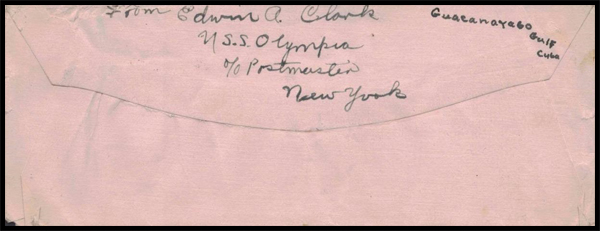 From Edwin A. Clark
U.S.S. Olympia
c/o Postmaster
New York
Guacanayabo
Gulf
Cuba